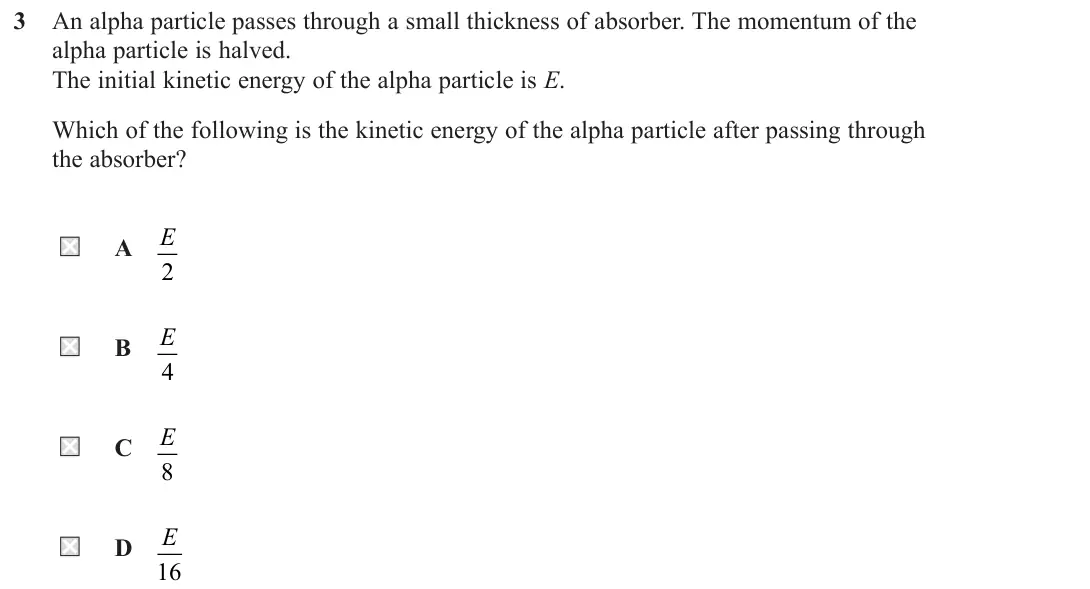 3 An alpha particle passes through a small thickness of absorber. The momentum of the
alpha particle is halved.
The initial kinetic energy of the alpha particle is E.
Which of the following is the kinetic energy of the alpha particle after passing through
the absorber?
A E/2
B E/4
C E/8
D E/16